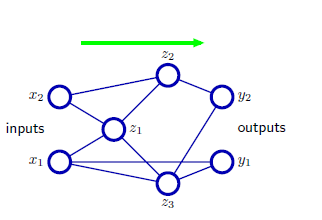 z₂
x₂
y₂
z₁
inputs
outputs
x₁
y₁
z₃